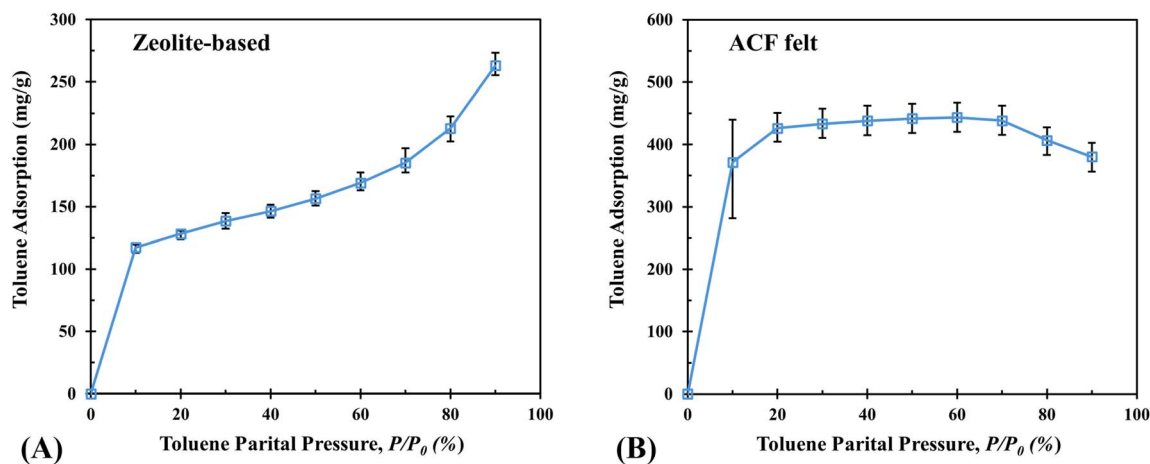 Zeolite-based
Toluene Adsorption (mg/g)
300
250
200
150
100
50
0
0 20 40 60 80 100
Toluene Parital Pressure, P/P0 (%)
(A)
ACF felt
Toluene Adsorption (mg/g)
600
500
400
300
200
100
0
0 20 40 60 80 100
Toluene Parital Pressure, P/P0 (%)
(B)